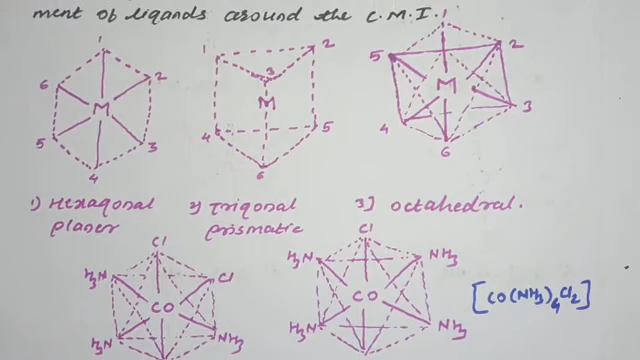 ment of ligands around the C.M.I.
1
6
2
M
5
3
4
1
2
3
M
4
5
6
1
5
2
M
4
3
6
1) Hexagonal planer
2) Trigonal prismatic
3] octahedral.
Cl
H3N
Cl
CO
H3N
NH3
Cl
H3N
NH3
CO
H3N
NH3
[CO(NH3)4Cl2]